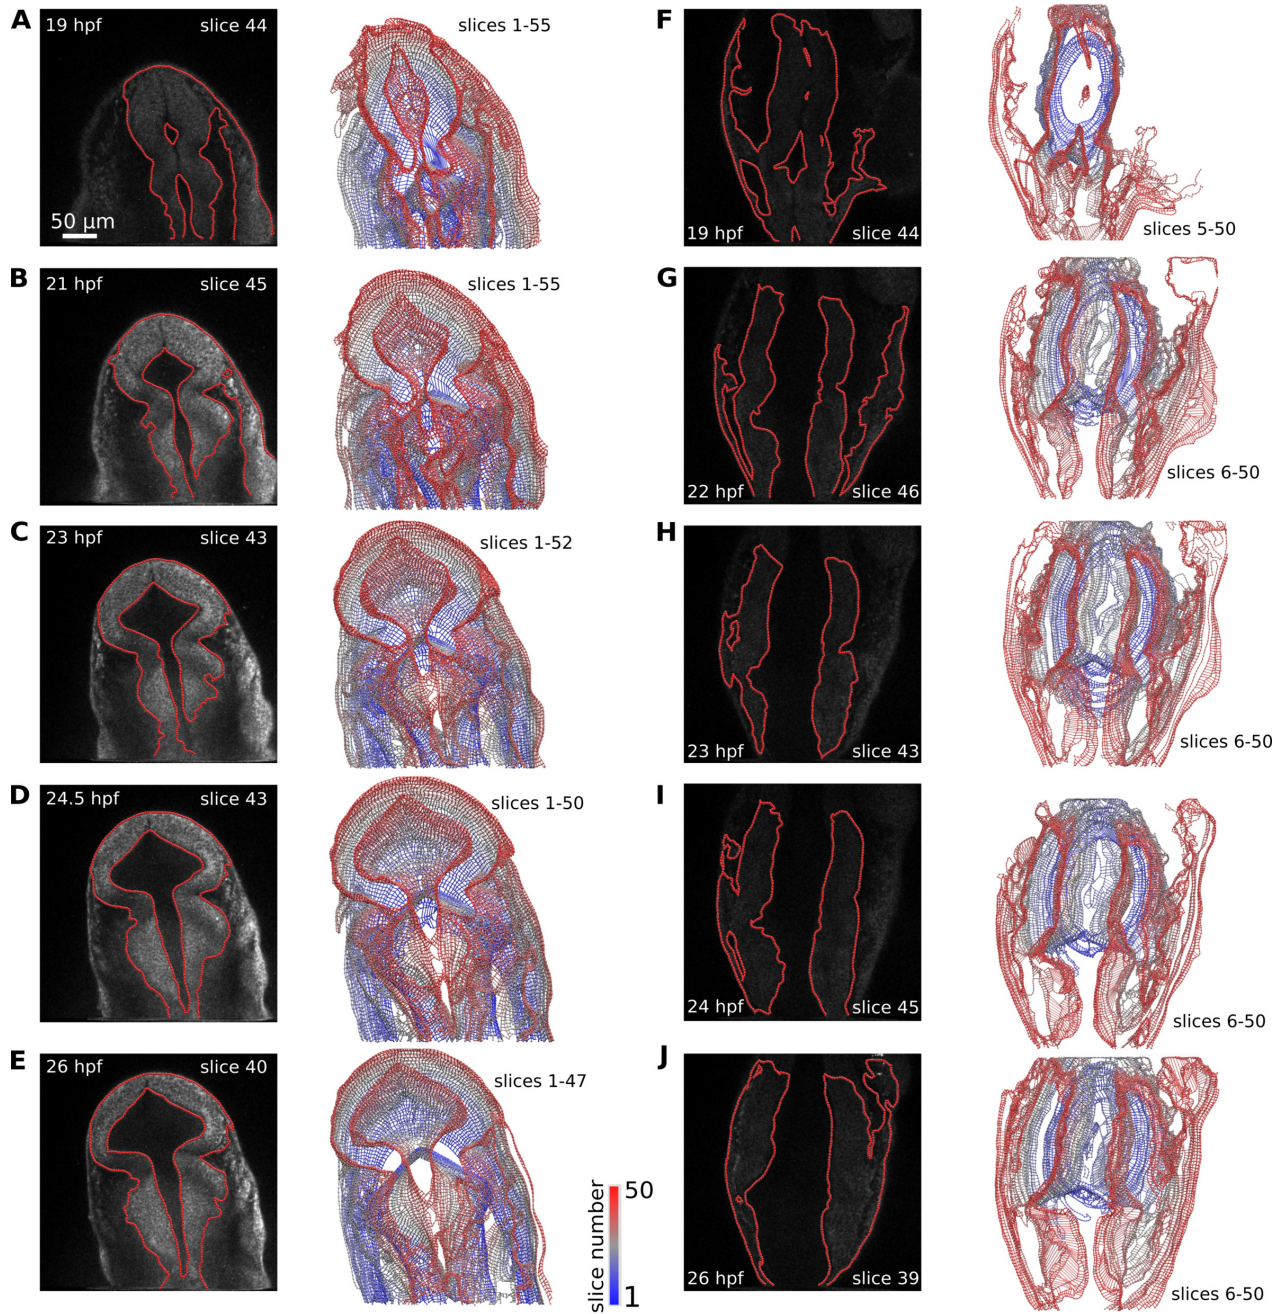 A
19 hpf
slice 44
50 µm
slices 1-55
F
19 hpf
slice 44
slices 5-50
B
21 hpf
slice 45
slices 1-55
G
22 hpf
slice 46
slices 6-50
C
23 hpf
slice 43
slices 1-52
H
23 hpf
slice 43
slices 6-50
D
24.5 hpf
slice 43
slices 1-50
I
24 hpf
slice 45
slices 6-50
E
26 hpf
slice 40
slices 1-47
slice number
50
1
J
26 hpf
slice 39
slices 6-50